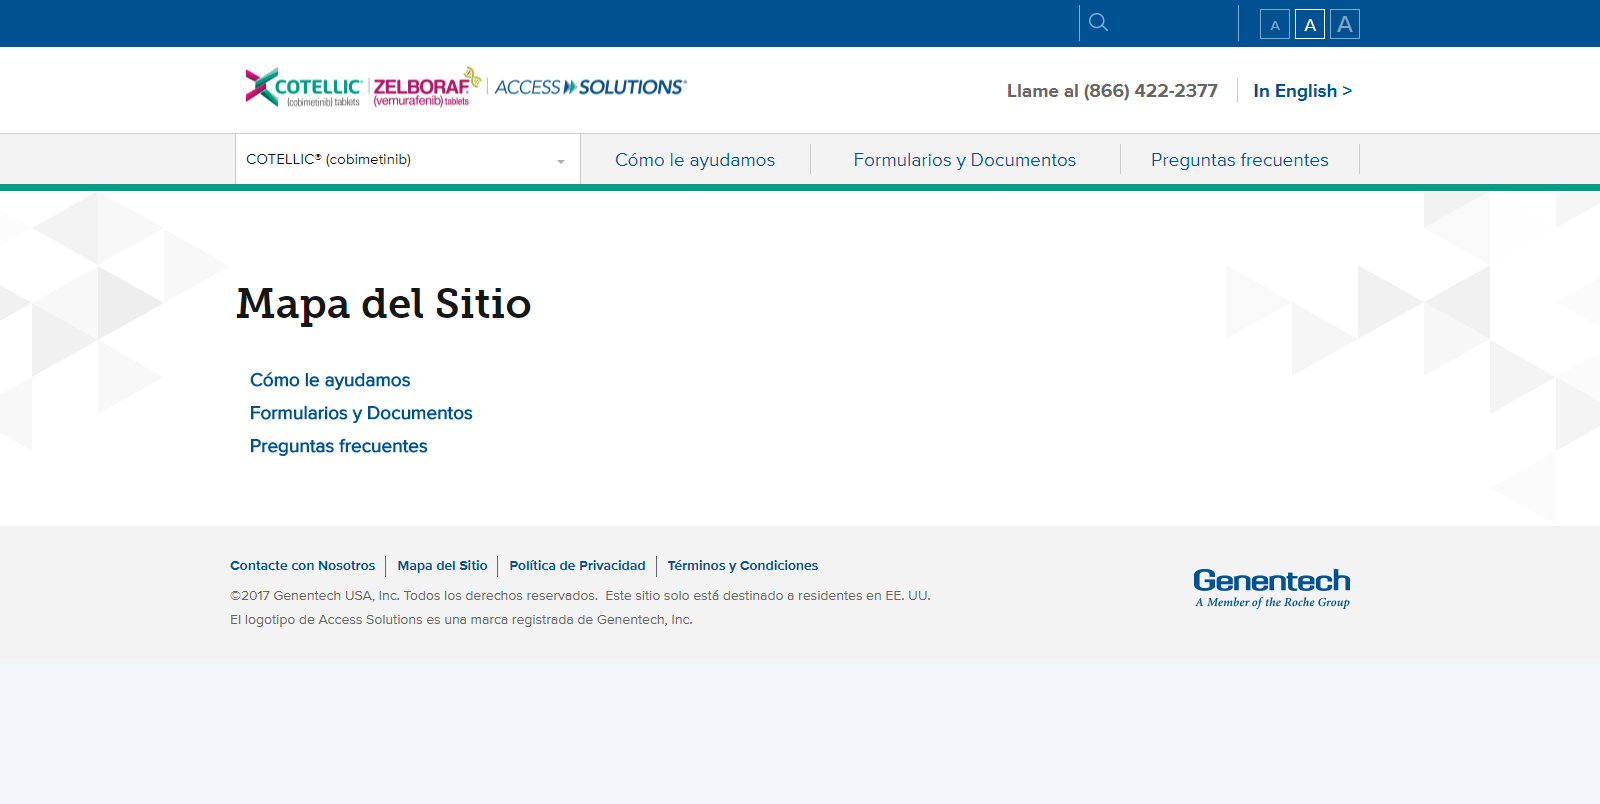 A A A
COTELLIC® (cobimetinib) tablets | ZELBORAF® (vemurafenib) tablets | ACCESS SOLUTIONS®
Llame al (866) 422-2377
In English >
COTELLIC® (cobimetinib)
Cómo le ayudamos
Formularios y Documentos
Preguntas frecuentes
Mapa del Sitio
Cómo le ayudamos
Formularios y Documentos
Preguntas frecuentes
Contacte con Nosotros | Mapa del Sitio | Política de Privacidad | Términos y Condiciones
©2017 Genentech USA, Inc. Todos los derechos reservados.  Este sitio solo está destinado a residentes en EE. UU.
El logotipo de Access Solutions es una marca registrada de Genentech, Inc.
Genentech
A Member of the Roche Group